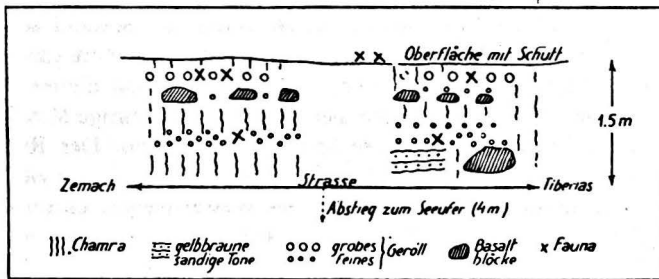 x x Oberfläche mit Schutt
1.5 m
Zemach Strasse Tiberias
Abstieg zum Seeufer (4m)
Chamra gelbbraune sandige Tone grobes feines } Geröll Basalt blöcke x Fauna